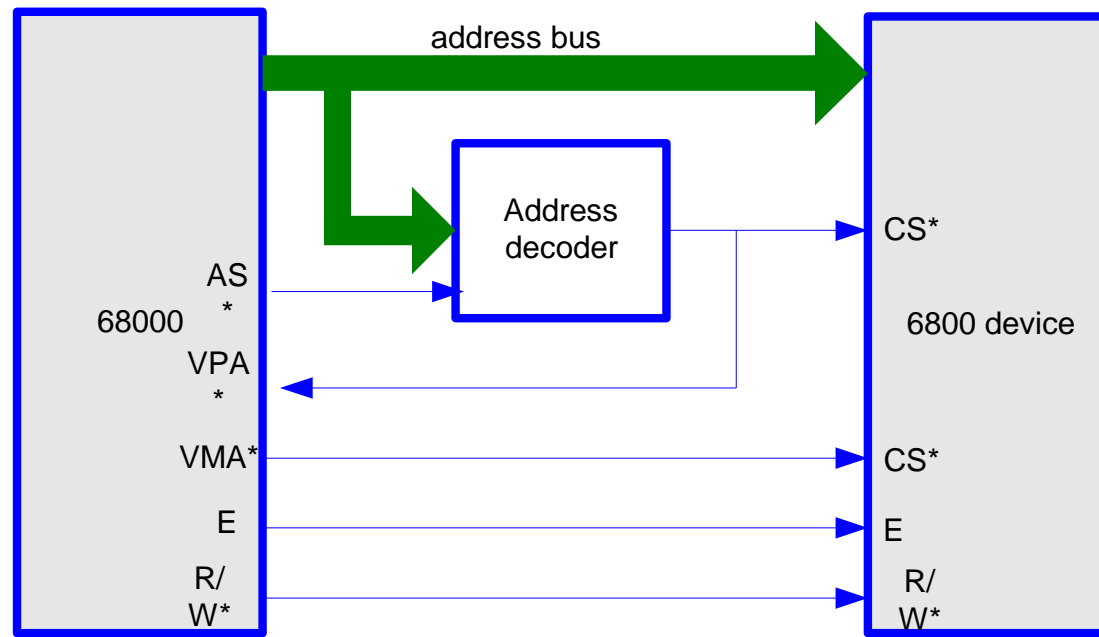 address bus
Address
decoder
CS*
AS
*
68000
6800 device
VPA
*
VMA*
CS*
E
E
R/
W*
R/
W*